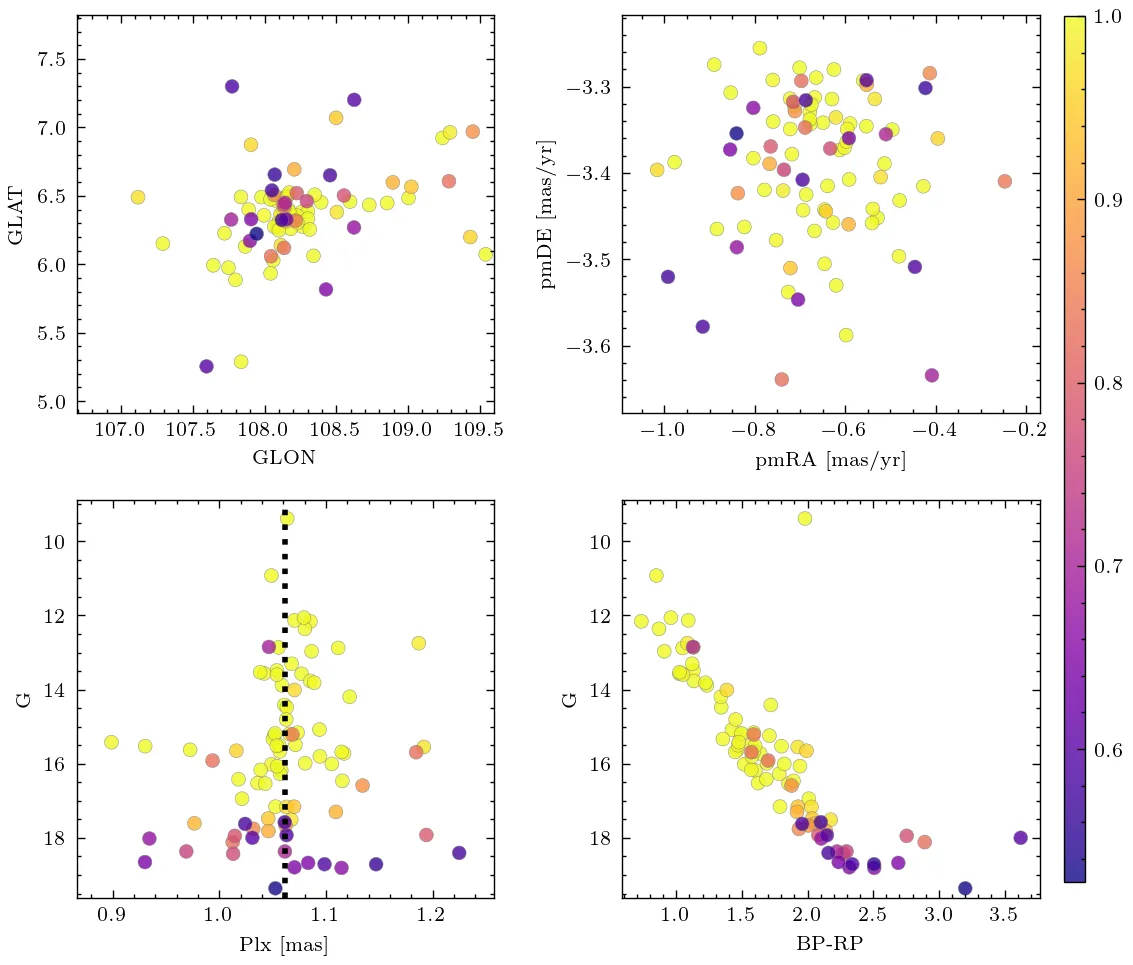 7.5
7.0
6.5
6.0
5.5
5.0
GLAT
107.0 107.5 108.0 108.5 109.0 109.5
GLON
−3.3
−3.4
−3.5
−3.6
pmDE [mas/yr]
−1.0 −0.8 −0.6 −0.4 −0.2
pmRA [mas/yr]
10
12
14
16
18
G
0.9 1.0 1.1 1.2
Plx [mas]
10
12
14
16
18
G
1.0 1.5 2.0 2.5 3.0 3.5
BP-RP
1.0
0.9
0.8
0.7
0.6